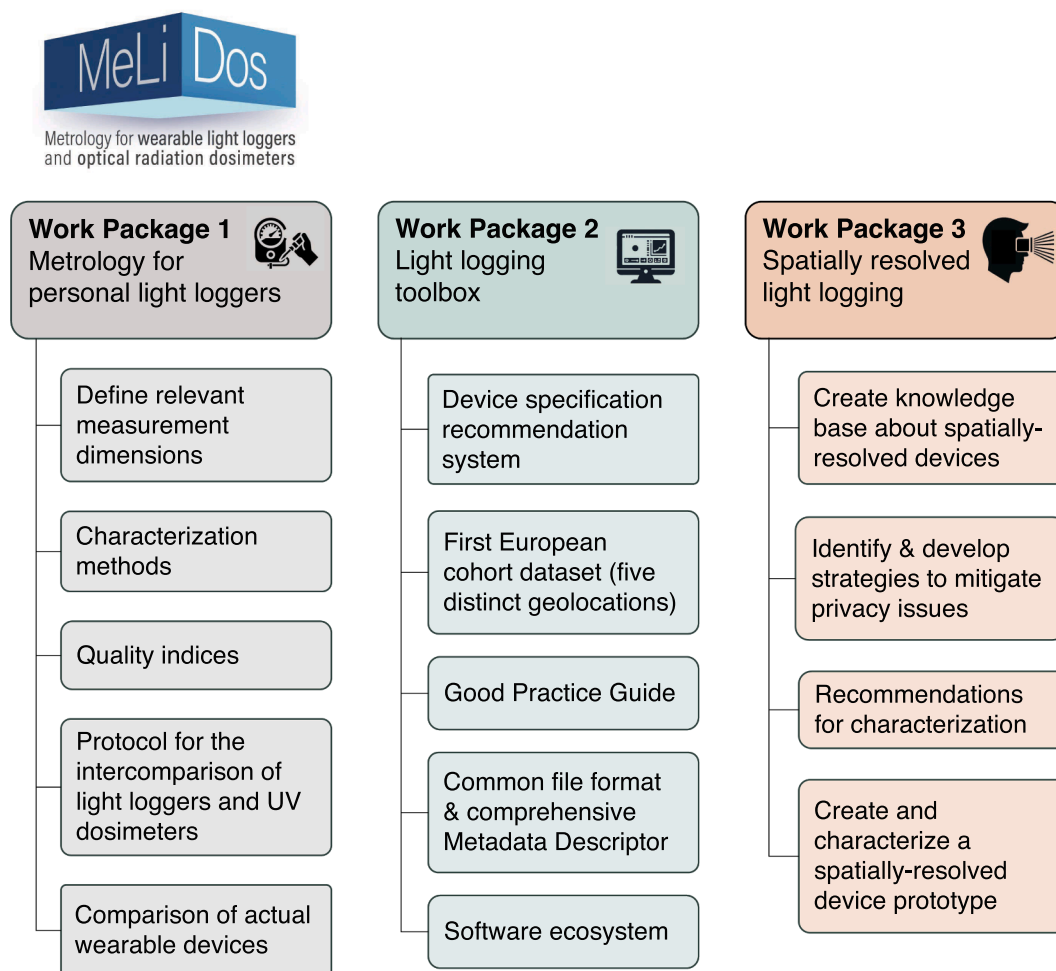 MeLi Dos
Metrology for wearable light loggers
and optical radiation dosimeters
Work Package 1
Metrology for
personal light loggers
Define relevant
measurement
dimensions
Characterization
methods
Quality indices
Protocol for the
intercomparison of
light loggers and UV
dosimeters
Comparison of actual
wearable devices
Work Package 2
Light logging
toolbox
Device specification
recommendation
system
First European
cohort dataset (five
distinct geolocations)
Good Practice Guide
Common file format
& comprehensive
Metadata Descriptor
Software ecosystem
Work Package 3
Spatially resolved
light logging
Create knowledge
base about spatially-
resolved devices
Identify & develop
strategies to mitigate
privacy issues
Recommendations
for characterization
Create and
characterize a
spatially-resolved
device prototype